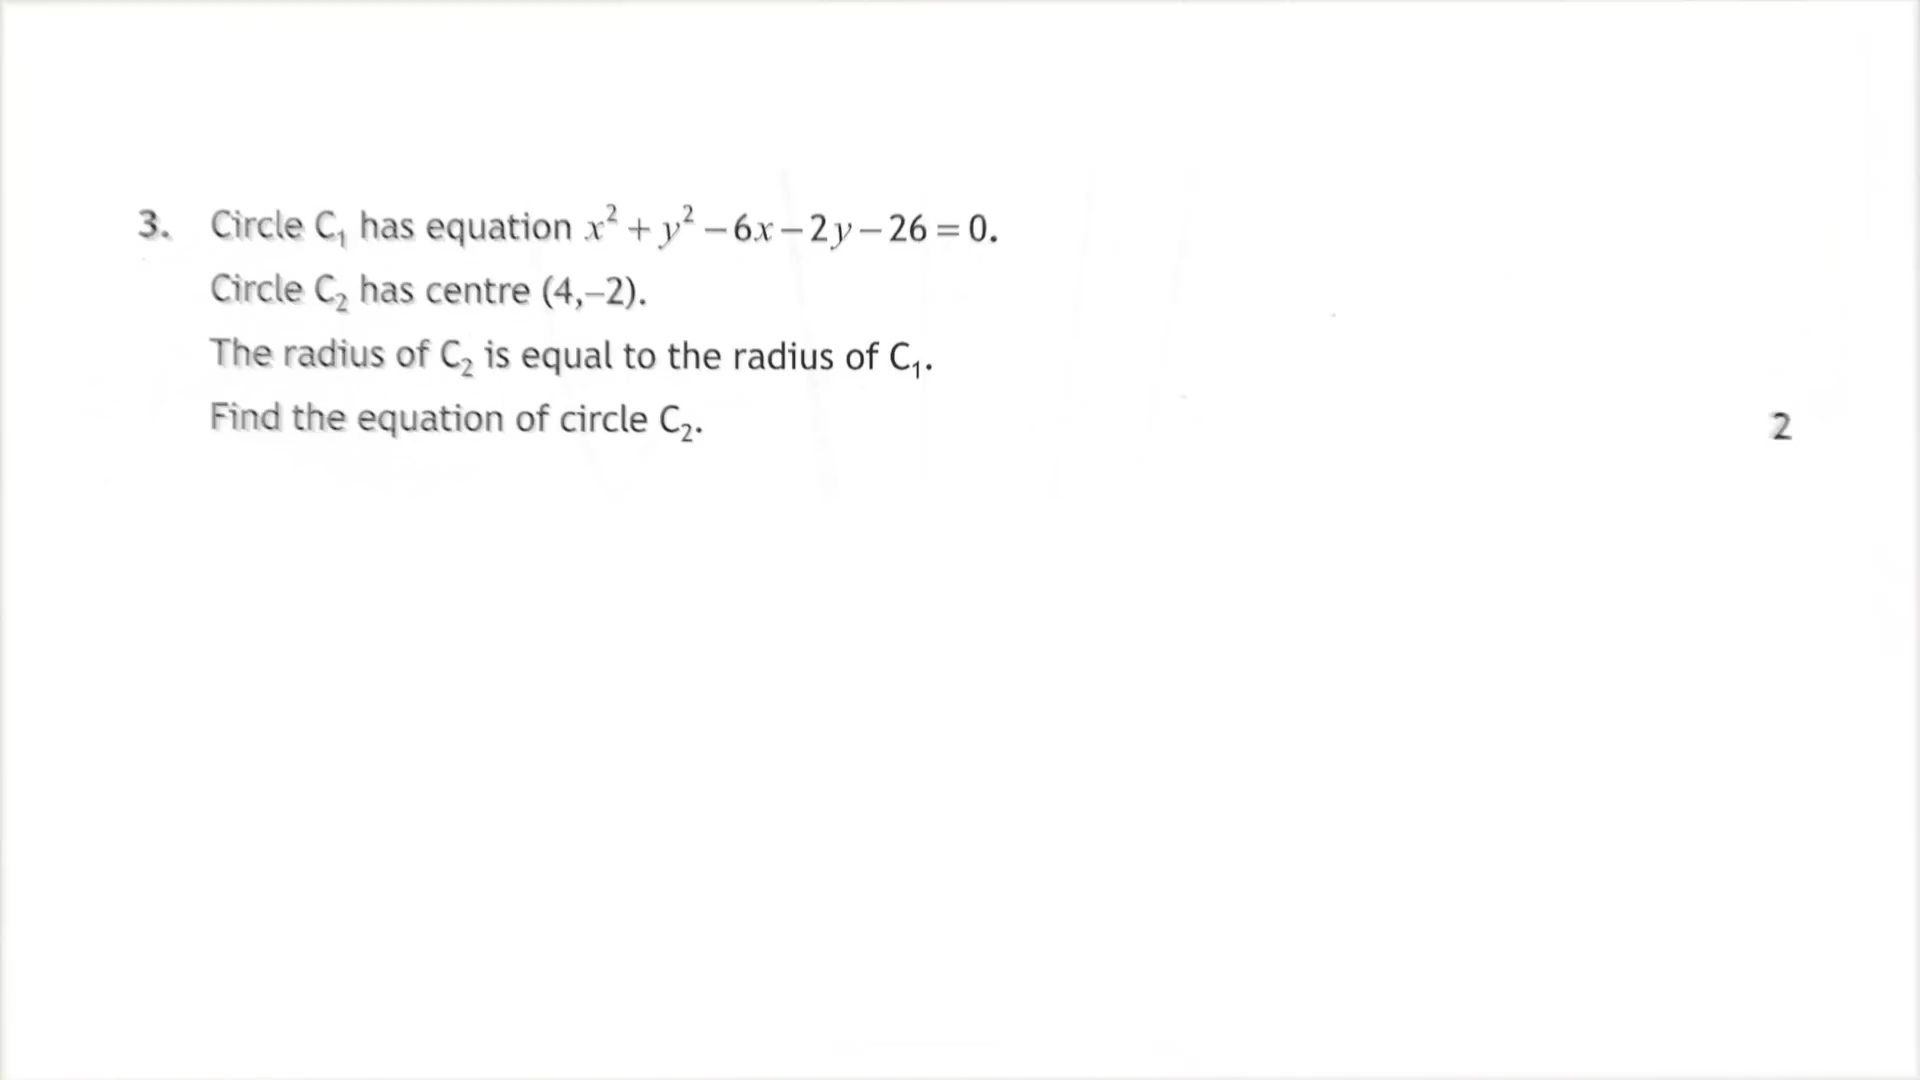 3. Circle C₁ has equation x² + y² – 6x – 2y – 26 = 0.
Circle C₂ has centre (4,–2).
The radius of C₂ is equal to the radius of C₁.
Find the equation of circle C₂.
2